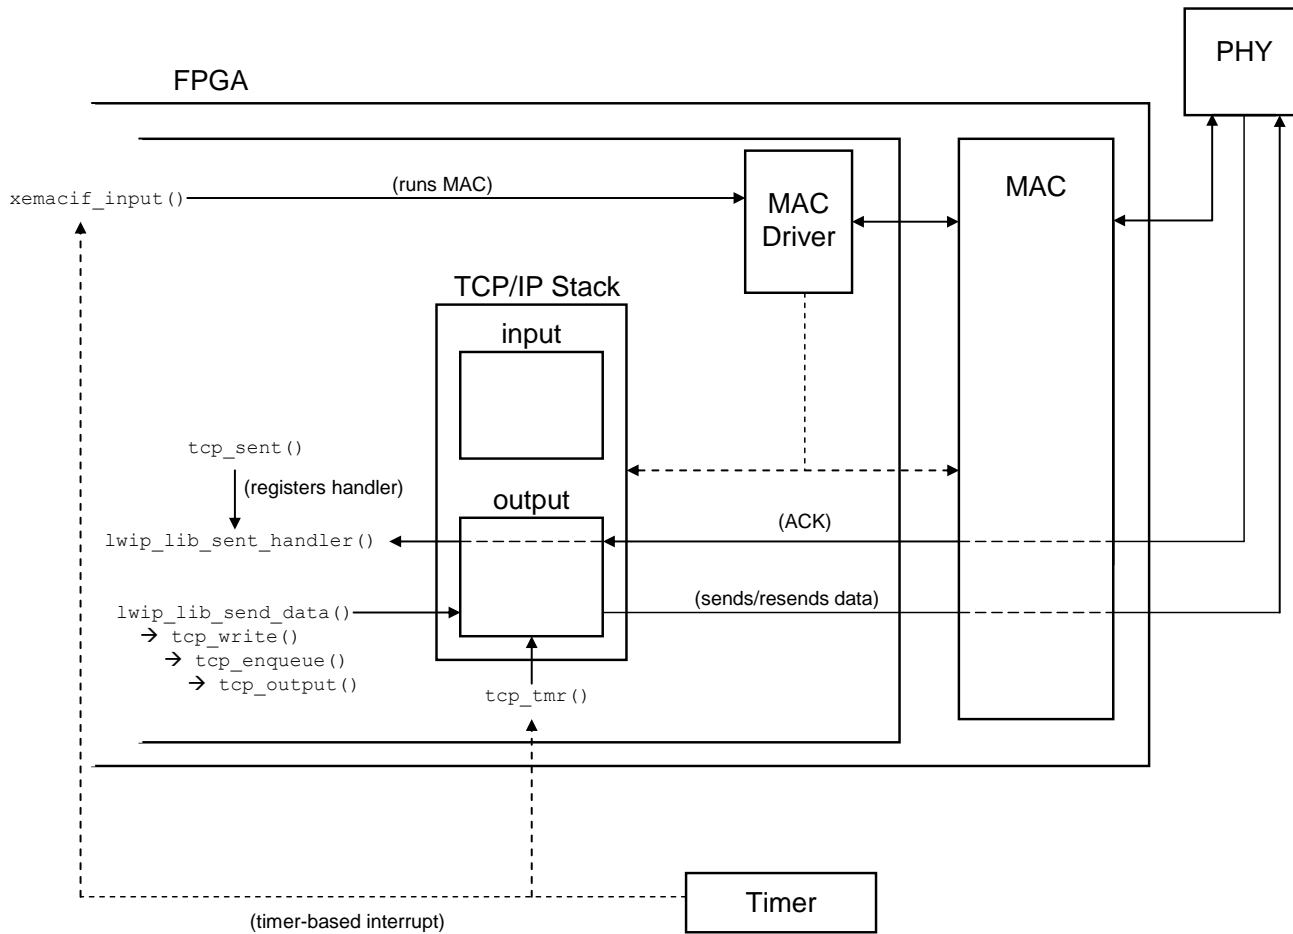 PHY
FPGA
(runs MAC)
xemacif_input()
MAC
Driver
MAC
TCP/IP Stack
input
tcp_sent()
(registers handler)
output
(ACK)
lwip_lib_sent_handler()
(sends/resends data)
lwip_lib_send_data()
→ tcp_write()
→ tcp_enqueue()
→ tcp_output()
tcp_tmr()
Timer
(timer-based interrupt)